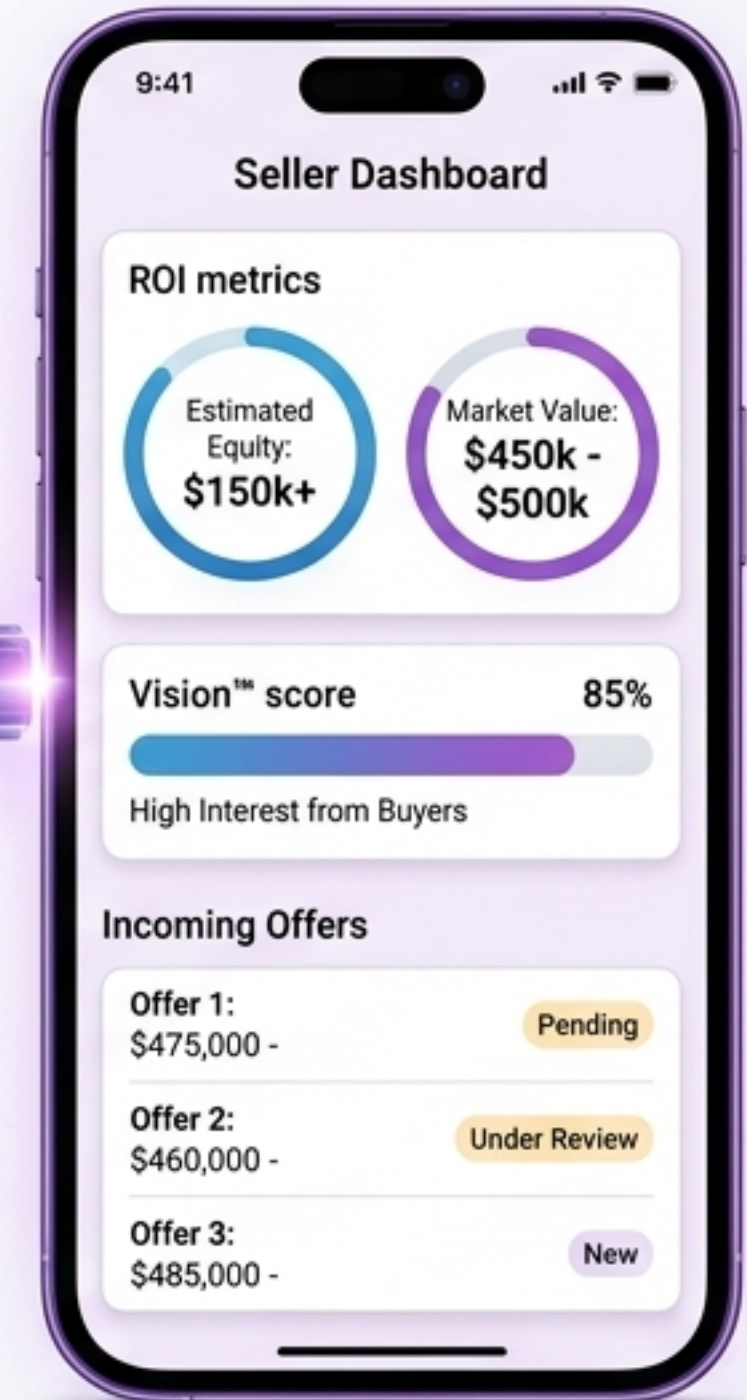 9:41
Seller Dashboard
ROI metrics
Estimated
Equity:
$150k+
Market Value:
$450k -
$500k
Vision™ score
85%
High Interest from Buyers
Incoming Offers
Offer 1:
$475,000 -
Pending
Offer 2:
$460,000 -
Under Review
Offer 3:
$485,000 -
New